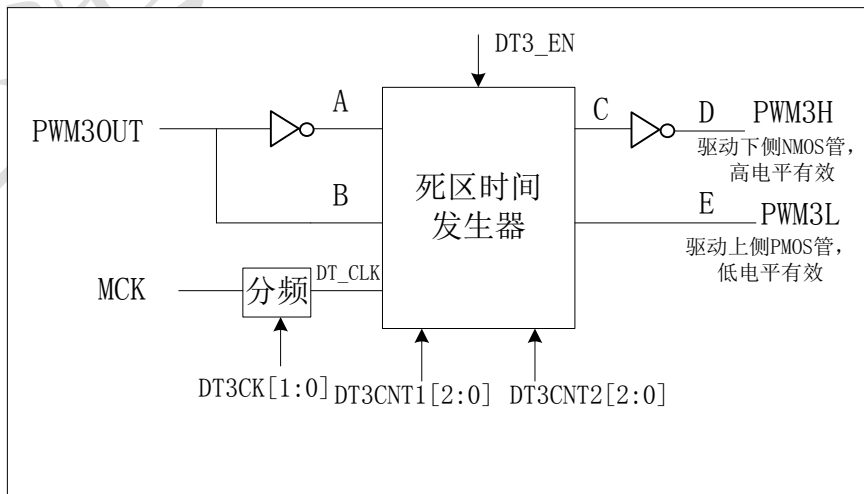 DT3_EN
A
C
D
PWM3H
PWM3OUT
驱动下侧NMOS管，
高电平有效
死区时间
发生器
B
E
PWM3L
驱动上侧PMOS管，
低电平有效
MCK
分频
DT_CLK
DT3CK[1:0]
DT3CNT1[2:0]
DT3CNT2[2:0]